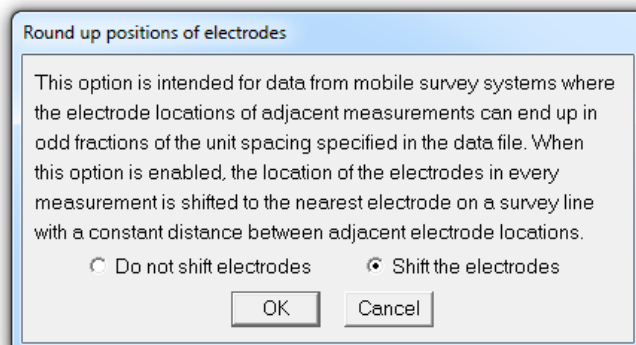 Round up positions of electrodes
This option is intended for data from mobile survey systems where
the electrode locations of adjacent measurements can end up in
odd fractions of the unit spacing specified in the data file. When
this option is enabled, the location of the electrodes in every
measurement is shifted to the nearest electrode on a survey line
with a constant distance between adjacent electrode locations.
Do not shift electrodes Shift the electrodes
OK Cancel